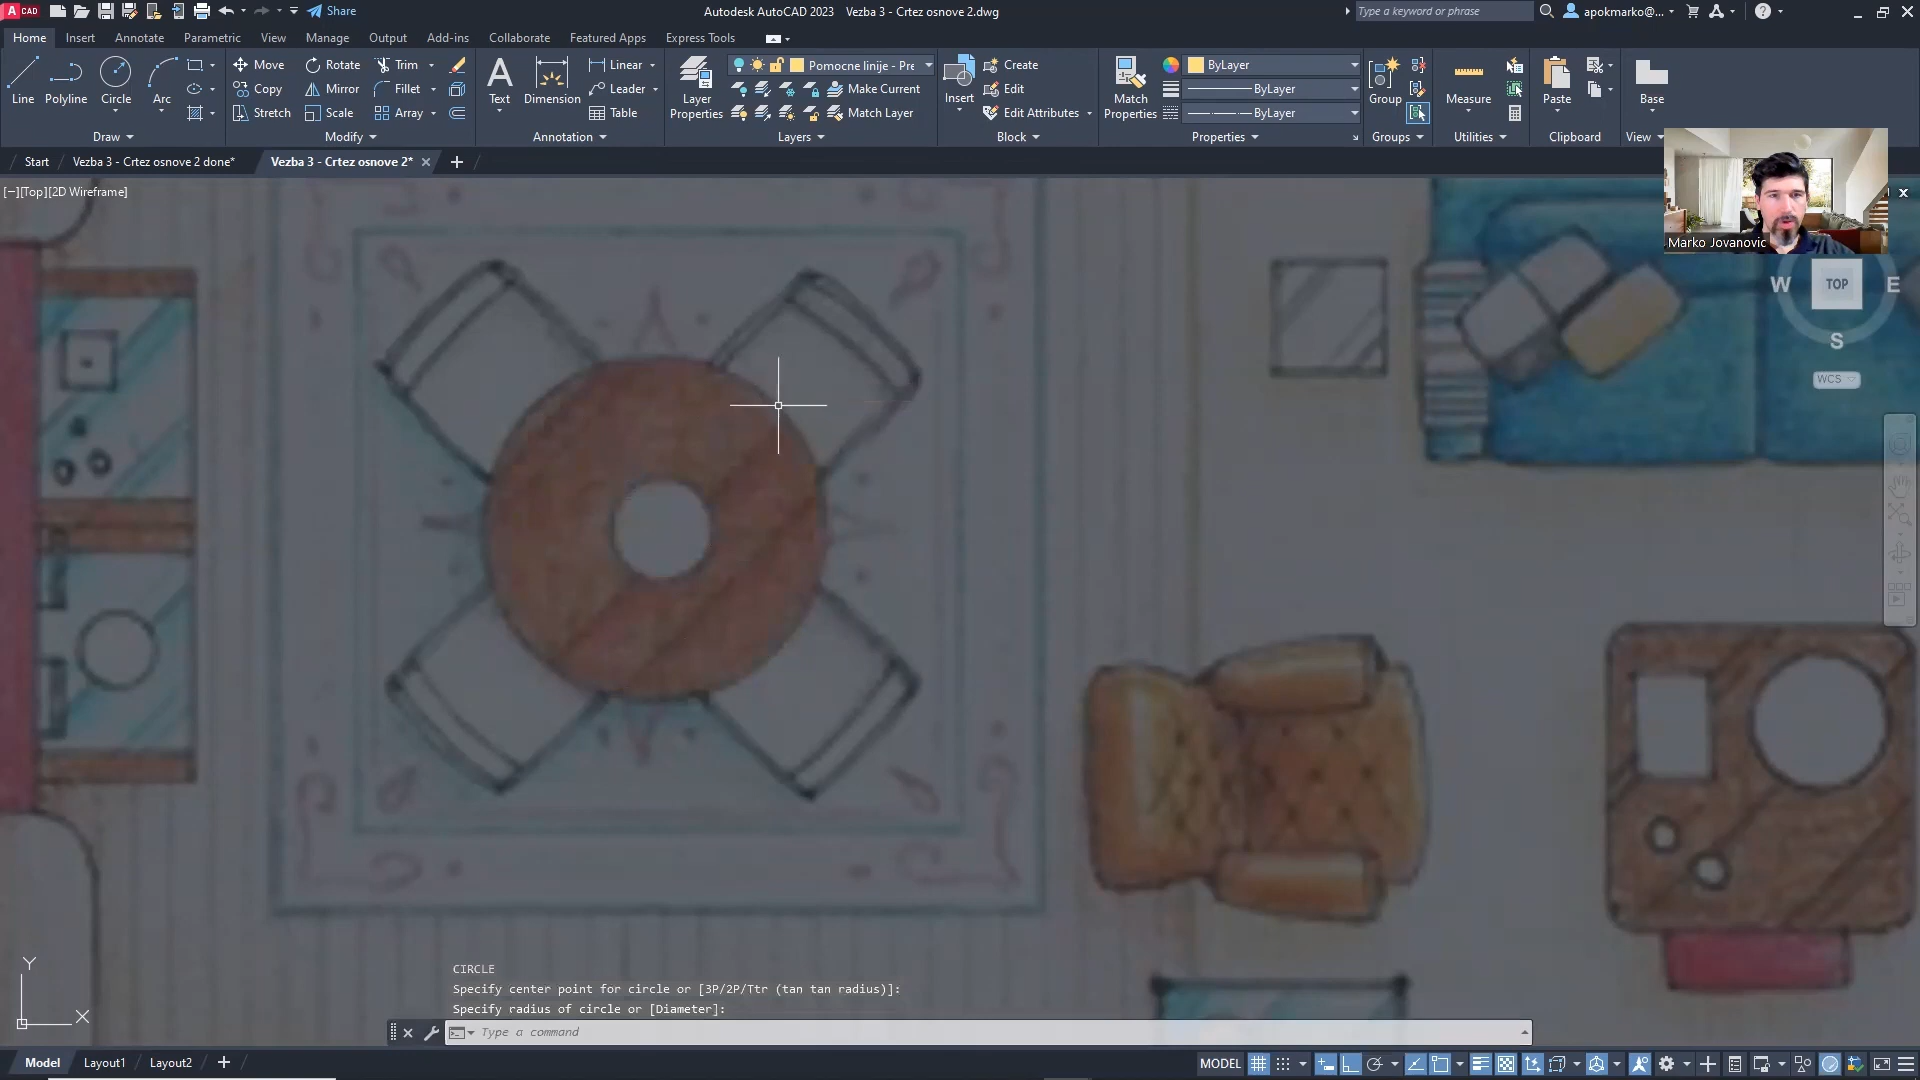 A CAD Share Autodesk AutoCAD 2023 Vezba 3 - Crtez osnove 2.dwg Type a keyword or phrase apokmarko@...
Home Insert Annotate Parametric View Manage Output Add-ins Collaborate Featured Apps Express Tools
Line Polyline Circle Arc
Move Rotate Trim
Copy Mirror Fillet
Stretch Scale Array
Text Dimension
Linear
Leader
Table
Layer Properties
Pomocne linije - Pre
Make Current
Match Layer
Insert
Create
Edit
Edit Attributes
Match Properties
ByLayer
ByLayer
ByLayer
Group Measure Paste Base
Draw Modify Annotation Layers Block Properties Groups Utilities Clipboard View
Start Vezba 3 - Crtez osnove 2 done* Vezba 3 - Crtez osnove 2*
[−][Top][2D Wireframe]
Marko Jovanovic
W TOP E
S
WCS
Y
X
CIRCLE
Specify center point for circle or [3P/2P/Ttr (tan tan radius)]:
Specify radius of circle or [Diameter]:
Type a command
Model Layout1 Layout2 MODEL